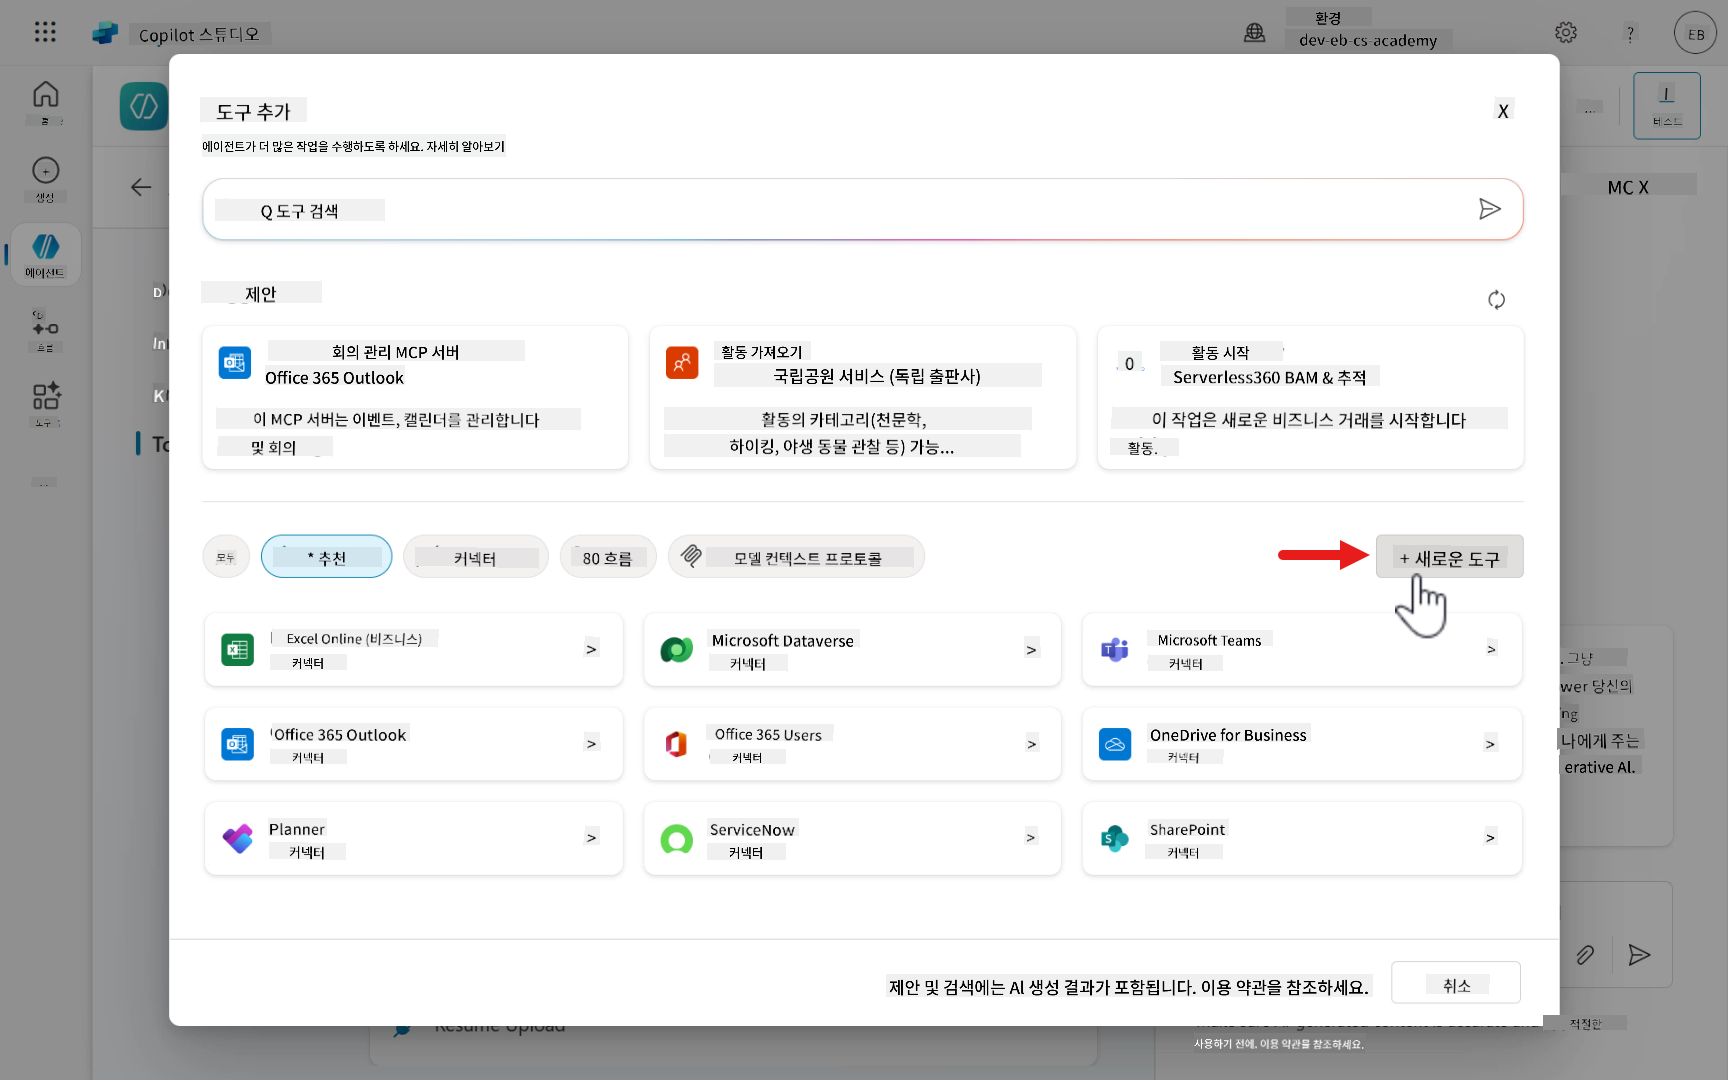 Copilot 스튜디오
환경
dev-eb-cs-academy
?
EB
홈
생성
에이전트
흐름
도구
테스트
...
MC X
도구 추가
X
에이전트가 더 많은 작업을 수행하도록 하세요. 자세히 알아보기
Q 도구 검색
제안
회의 관리 MCP 서버
Office 365 Outlook
이 MCP 서버는 이벤트, 캘린더를 관리합니다
및 회의
활동 가져오기
국립공원 서비스 (독립 출판사)
활동의 카테고리(천문학,
하이킹, 야생 동물 관찰 등) 가능...
0
활동 시작
Serverless360 BAM & 추적
이 작업은 새로운 비즈니스 거래를 시작합니다
활동.
모두
* 추천
커넥터
80 흐름
모델 컨텍스트 프로토콜
+ 새로운 도구
Excel Online (비즈니스)
커넥터
>
Microsoft Dataverse
커넥터
>
Microsoft Teams
커넥터
>
Office 365 Outlook
커넥터
>
Office 365 Users
커넥터
>
OneDrive for Business
커넥터
>
Planner
커넥터
>
ServiceNow
커넥터
>
SharePoint
커넥터
>
제안 및 검색에는 AI 생성 결과가 포함됩니다. 이용 약관을 참조하세요.
취소
. 그냥
wer 당신의
ng
나에게 주는
erative AI.
Resume Upload
적절한
사용하기 전에. 이용 약관을 참조하세요.